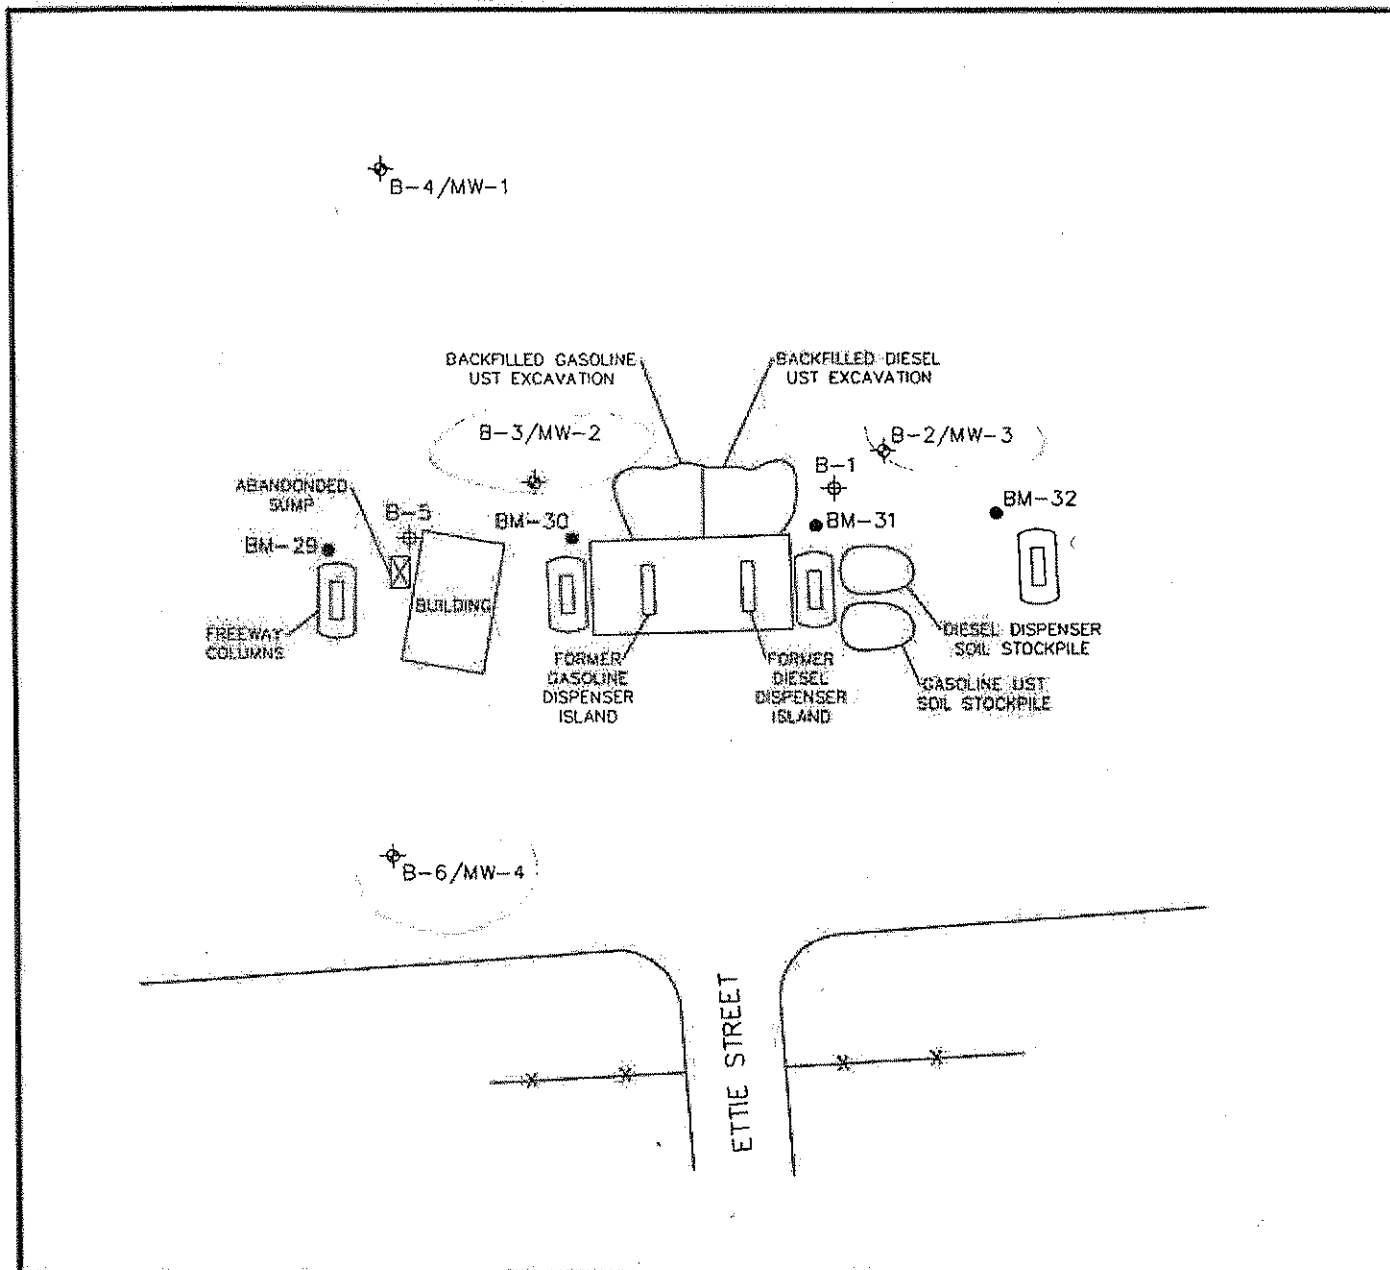 B-4/MW-1
BACKFILLED GASOLINE
UST EXCAVATION
BACKFILLED DIESEL
UST EXCAVATION
B-3/MW-2
B-2/MW-3
B-1
ABANDONDED
SUMP
B-5
BM-30
BM-31
BM-32
BM-29
BUILDING
FREEWAY
COLUMNS
FORMER
GASOLINE
DISPENSER
ISLAND
FORMER
DIESEL
DISPENSER
ISLAND
DIESEL DISPENSER
SOIL STOCKPILE
GASOLINE UST
SOIL STOCKPILE
B-6/MW-4
ETTIE STREET